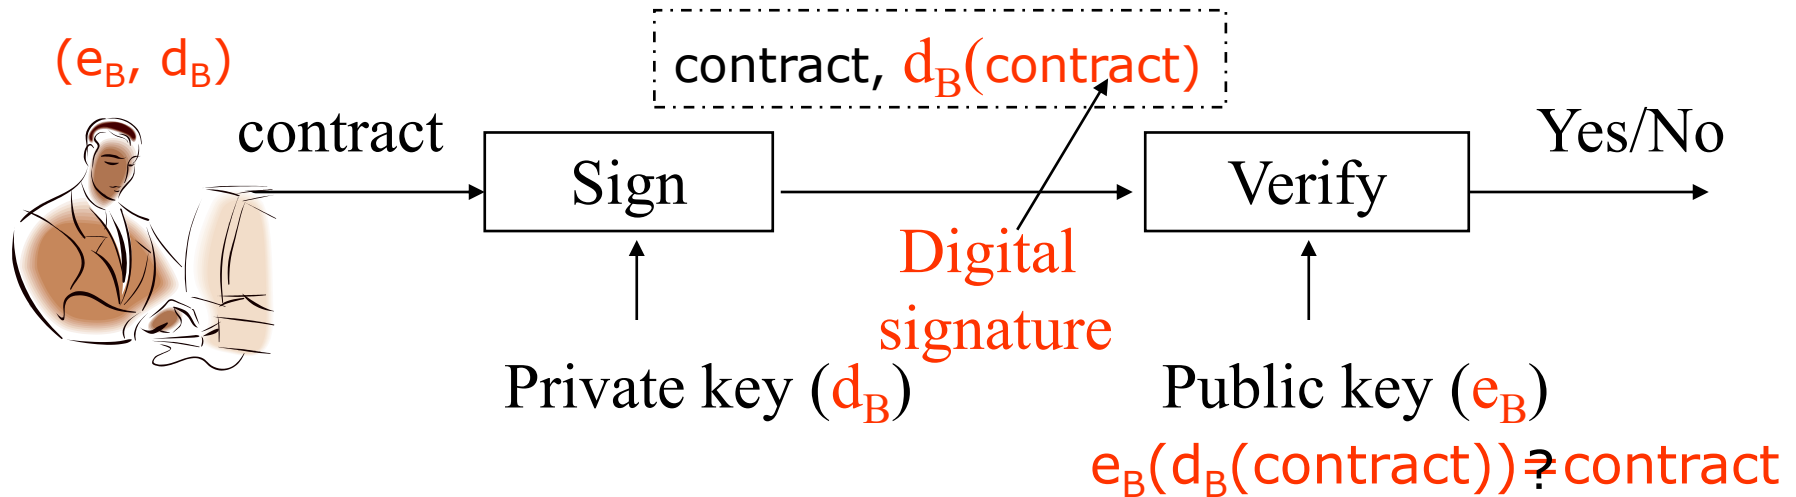 (eB, dB)
contract, dB(contract)
contract
Sign
Verify
Yes/No
Digital
signature
Private key (dB)
Public key (eB)
eB(dB(contract))=?contract